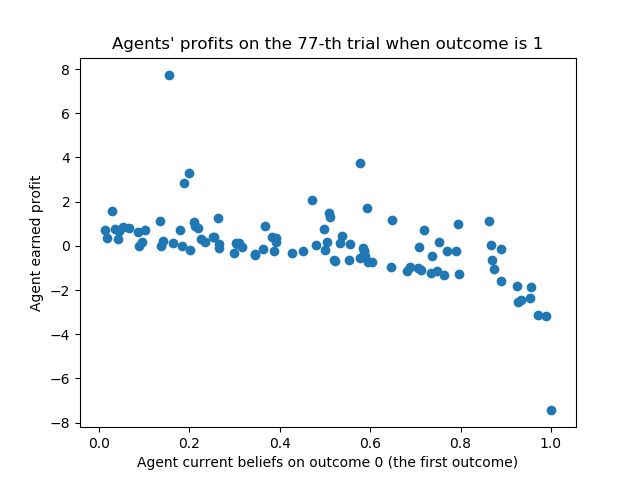 Agents' profits on the 77-th trial when outcome is 1
8
6
4
2
0
−2
−4
−6
−8
Agent earned profit
0.0 0.2 0.4 0.6 0.8 1.0
Agent current beliefs on outcome 0 (the first outcome)